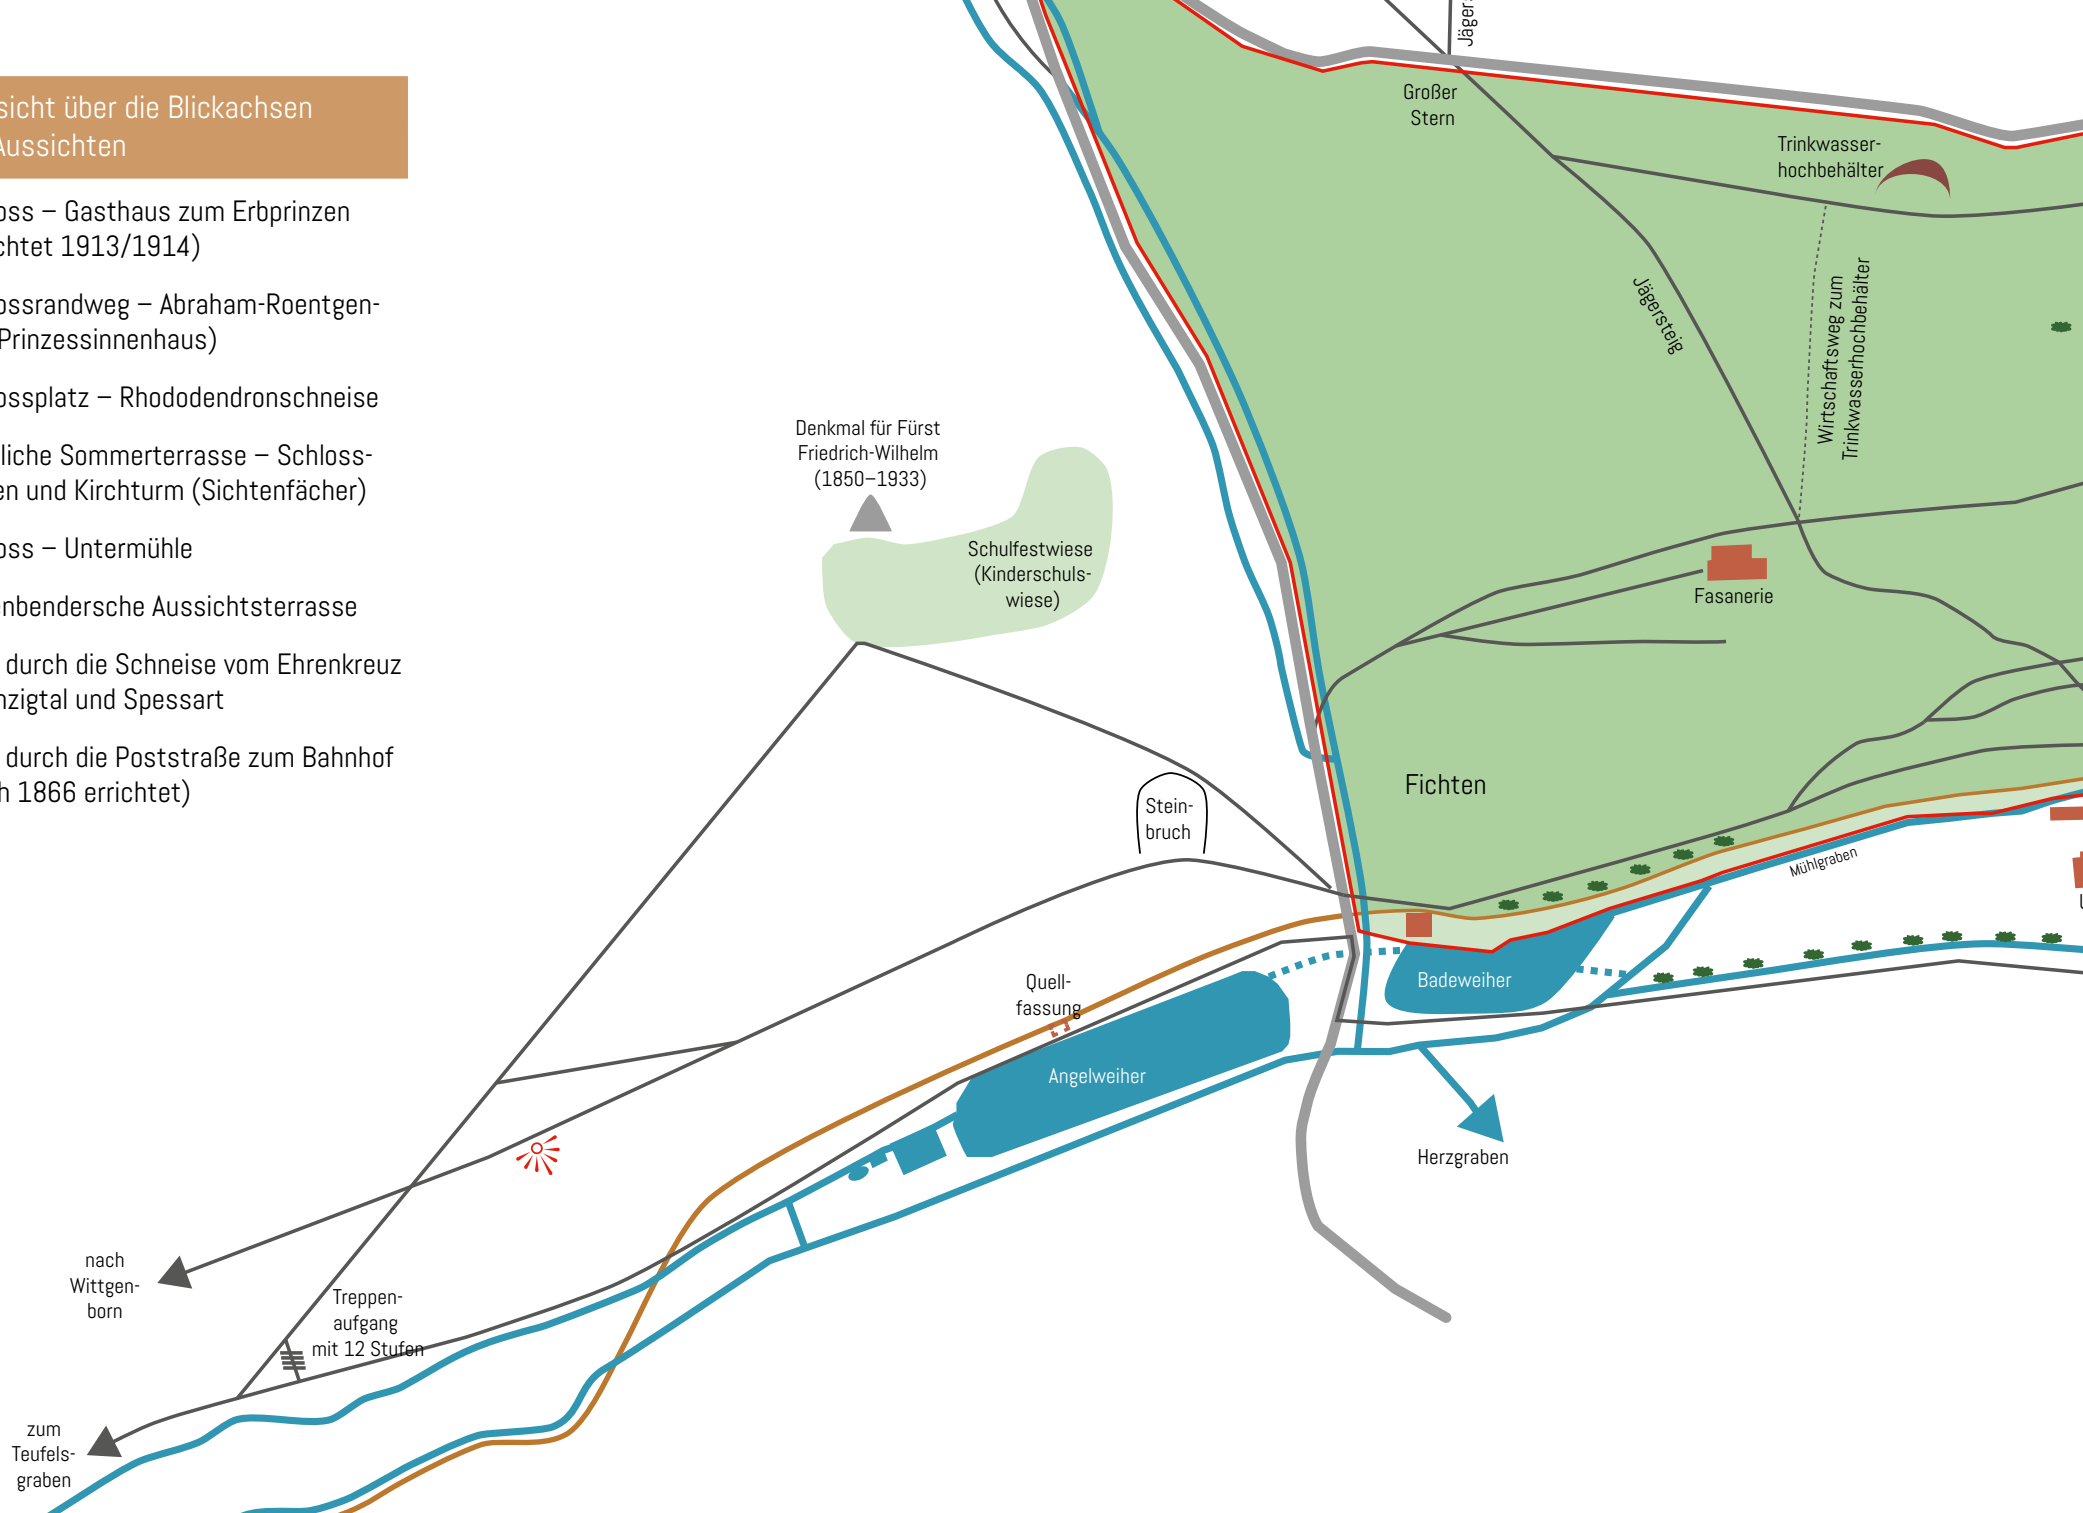 sicht über die Blickachsen
Aussichten
oss – Gasthaus zum Erbprinzen
chtet 1913/1914)
ossrandweg – Abraham-Roentgen-
Prinzessinnenhaus)
ossplatz – Rhododendronschneise
liche Sommerterrasse – Schloss-
en und Kirchturm (Sichtenfächer)
oss – Untermühle
enbendersche Aussichtsterrasse
durch die Schneise vom Ehrenkreuz
nzigtal und Spessart
durch die Poststraße zum Bahnhof
h 1866 errichtet)
Jäger
Großer
Stern
Trinkwasser-
hochbehälter
Jägersteig
Wirtschaftsweg zum
Trinkwasserhochbehälter
Denkmal für Fürst
Friedrich-Wilhelm
(1850–1933)
Schulfestwiese
(Kinderschuls-
wiese)
Fasanerie
Fichten
Stein-
bruch
Mühlgraben
Quell-
fassung
Badeweiher
Angelweiher
Herzgraben
nach
Wittgen-
born
Treppen-
aufgang
mit 12 Stufen
zum
Teufels-
graben